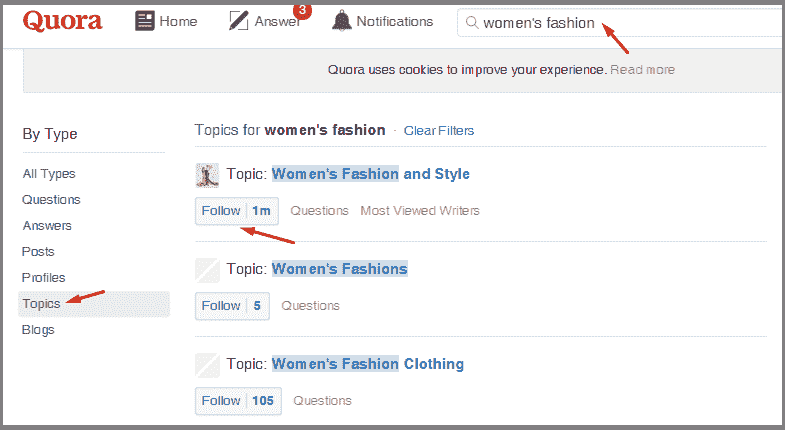 Quora Home Answer 3 Notifications women's fashion
Quora uses cookies to improve your experience. Read more
By Type
All Types
Questions
Answers
Posts
Profiles
Topics
Blogs
Topics for women's fashion · Clear Filters
Topic: Women's Fashion and Style
Follow 1m Questions Most Viewed Writers
Topic: Women's Fashions
Follow 5 Questions
Topic: Women's Fashion Clothing
Follow 105 Questions